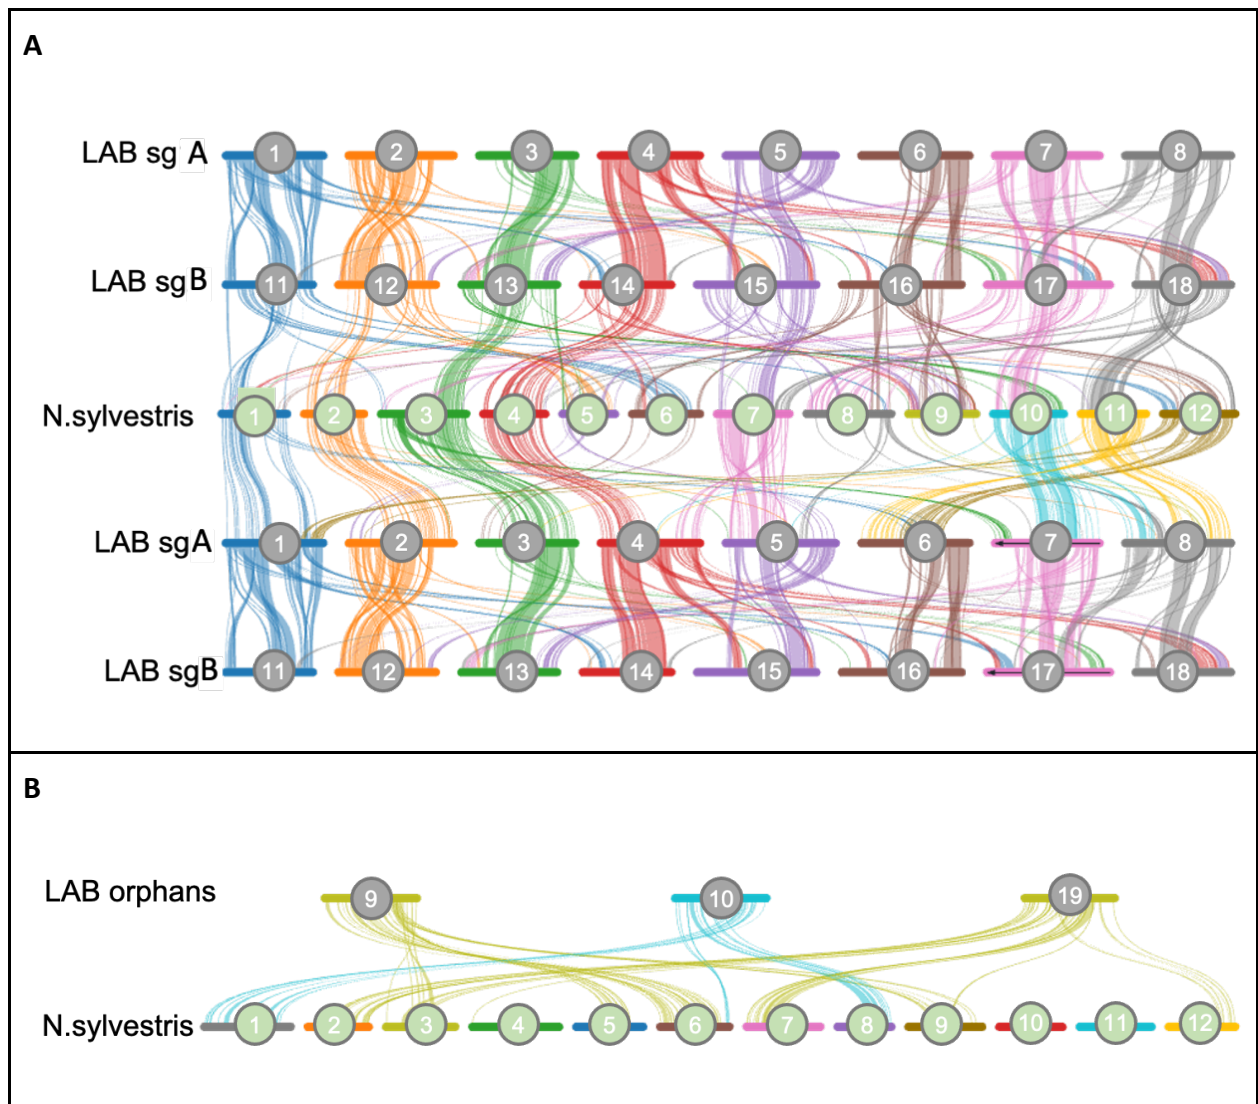 A
LAB sg A 1 2 3 4 5 6 7 8
LAB sgB 11 12 13 14 15 16 17 18
N.sylvestris 1 2 3 4 5 6 7 8 9 10 11 12
LAB sgA 1 2 3 4 5 6 7 8
LAB sgB 11 12 13 14 15 16 17 18
B
LAB orphans 9 10 19
N.sylvestris 1 2 3 4 5 6 7 8 9 10 11 12